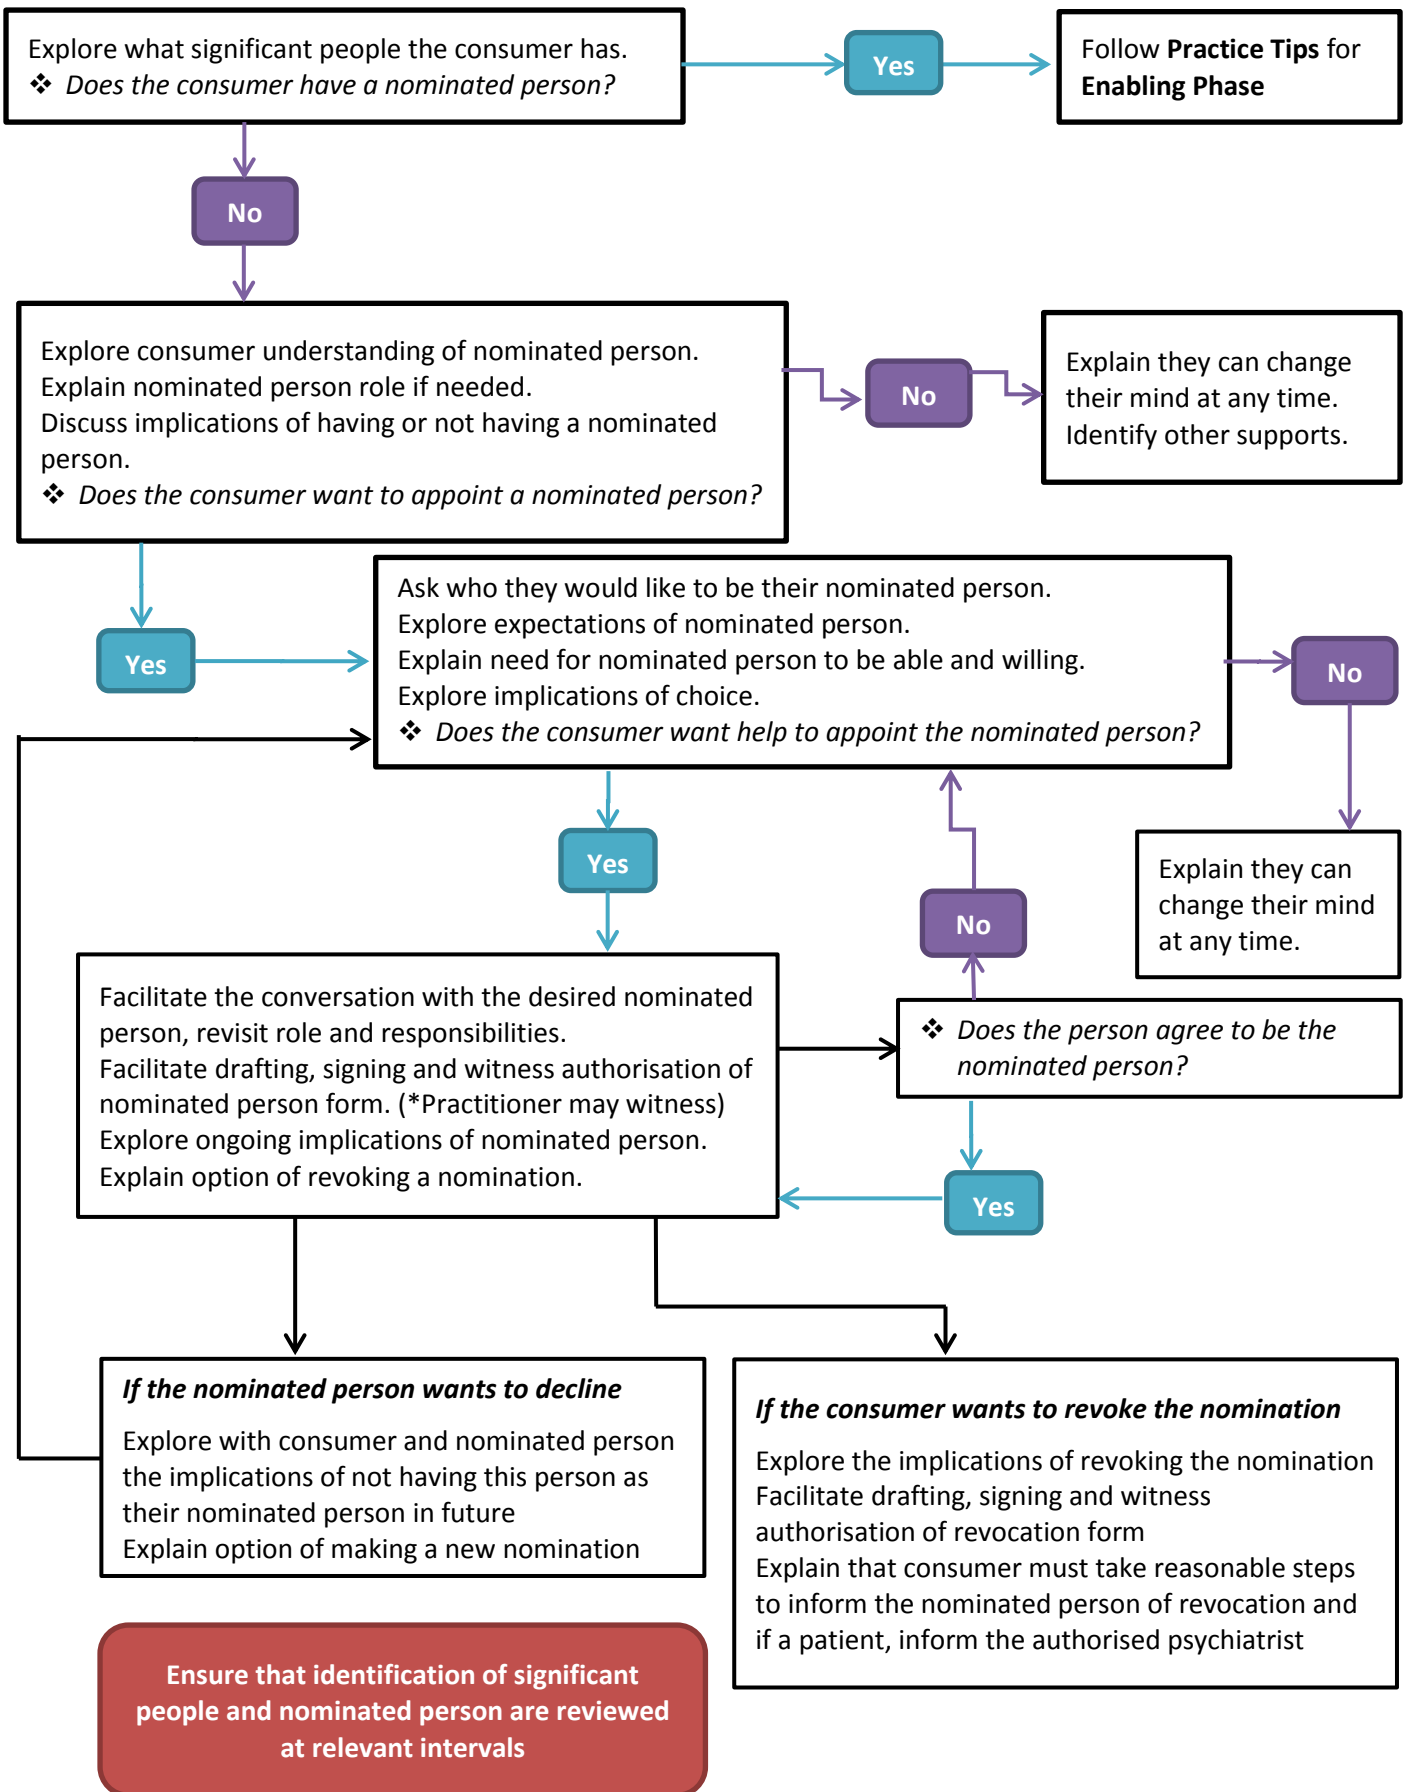 Explore what significant people the consumer has.
❖ Does the consumer have a nominated person?
Yes
Follow Practice Tips for
Enabling Phase
No
Explore consumer understanding of nominated person.
Explain nominated person role if needed.
Discuss implications of having or not having a nominated
person.
❖ Does the consumer want to appoint a nominated person?
No
Explain they can change
their mind at any time.
Identify other supports.
Yes
Ask who they would like to be their nominated person.
Explore expectations of nominated person.
Explain need for nominated person to be able and willing.
Explore implications of choice.
❖ Does the consumer want help to appoint the nominated person?
No
Explain they can
change their mind
at any time.
Yes
No
Facilitate the conversation with the desired nominated
person, revisit role and responsibilities.
Facilitate drafting, signing and witness authorisation of
nominated person form. (*Practitioner may witness)
Explore ongoing implications of nominated person.
Explain option of revoking a nomination.
❖ Does the person agree to be the
nominated person?
Yes
If the nominated person wants to decline
Explore with consumer and nominated person
the implications of not having this person as
their nominated person in future
Explain option of making a new nomination
If the consumer wants to revoke the nomination
Explore the implications of revoking the nomination
Facilitate drafting, signing and witness
authorisation of revocation form
Explain that consumer must take reasonable steps
to inform the nominated person of revocation and
if a patient, inform the authorised psychiatrist
Ensure that identification of significant
people and nominated person are reviewed
at relevant intervals